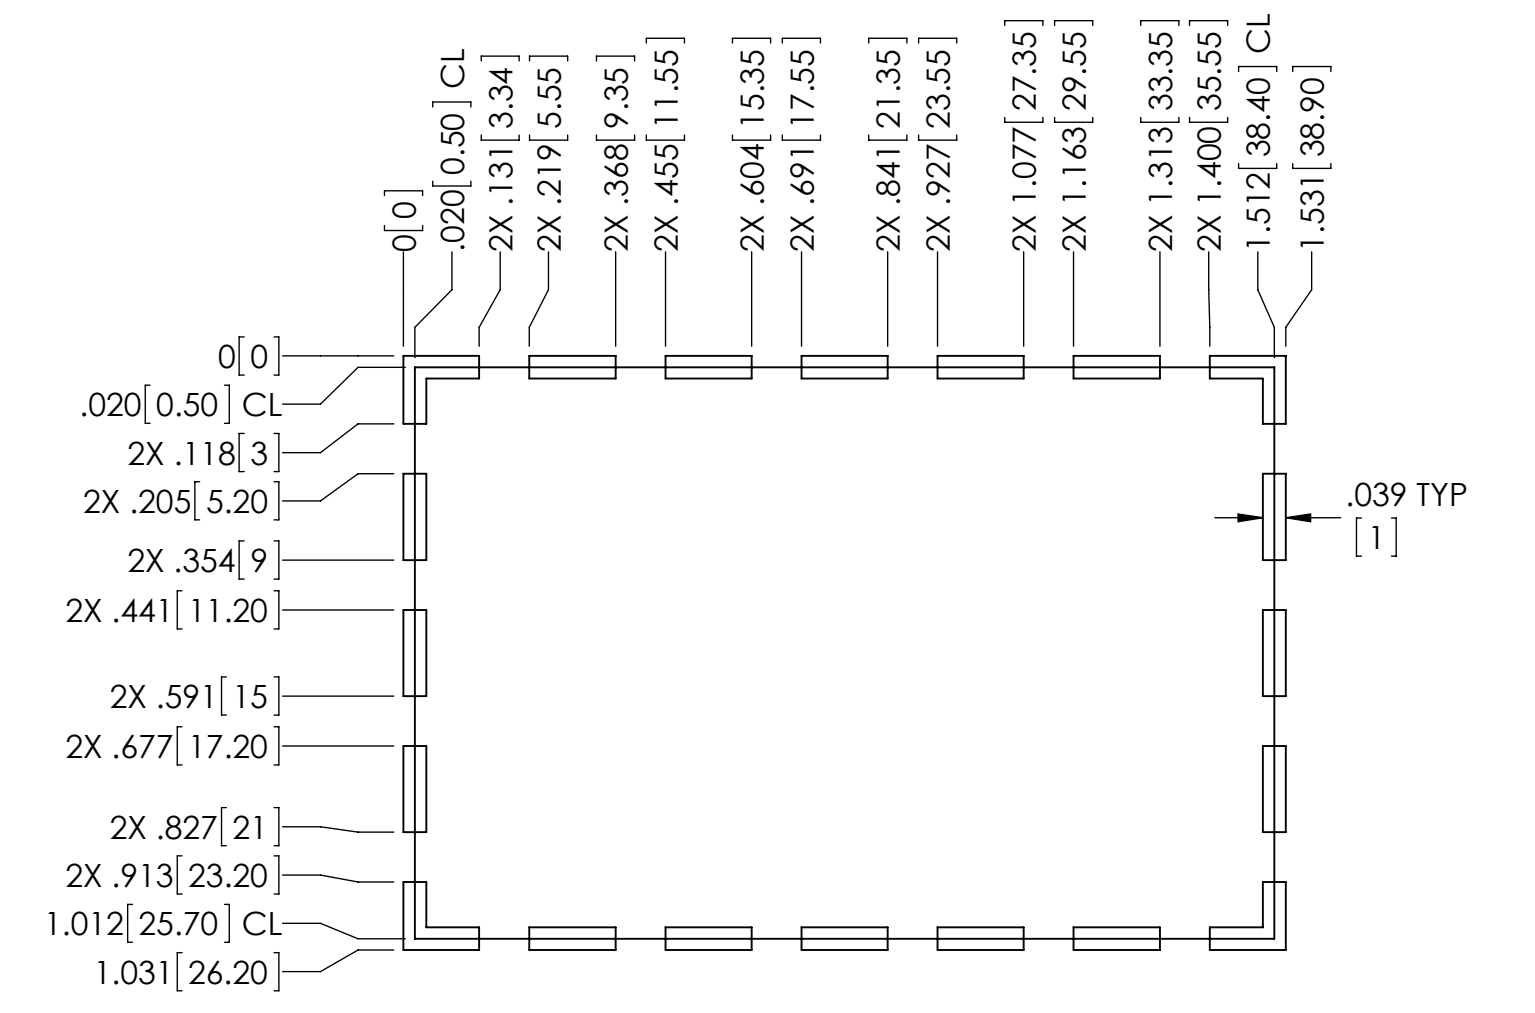 0[0]
.020[0.50] CL
2X .131[3.34]
2X .219[5.55]
2X .368[9.35]
2X .455[11.55]
2X .604[15.35]
2X .691[17.55]
2X .841[21.35]
2X .927[23.55]
2X 1.077[27.35]
2X 1.163[29.55]
2X 1.313[33.35]
2X 1.400[35.55]
1.512[38.40] CL
1.531[38.90]
0[0]
.020[0.50] CL
2X .118[3]
2X .205[5.20]
2X .354[9]
2X .441[11.20]
2X .591[15]
2X .677[17.20]
2X .827[21]
2X .913[23.20]
1.012[25.70] CL
1.031[26.20]
.039 TYP
[1]